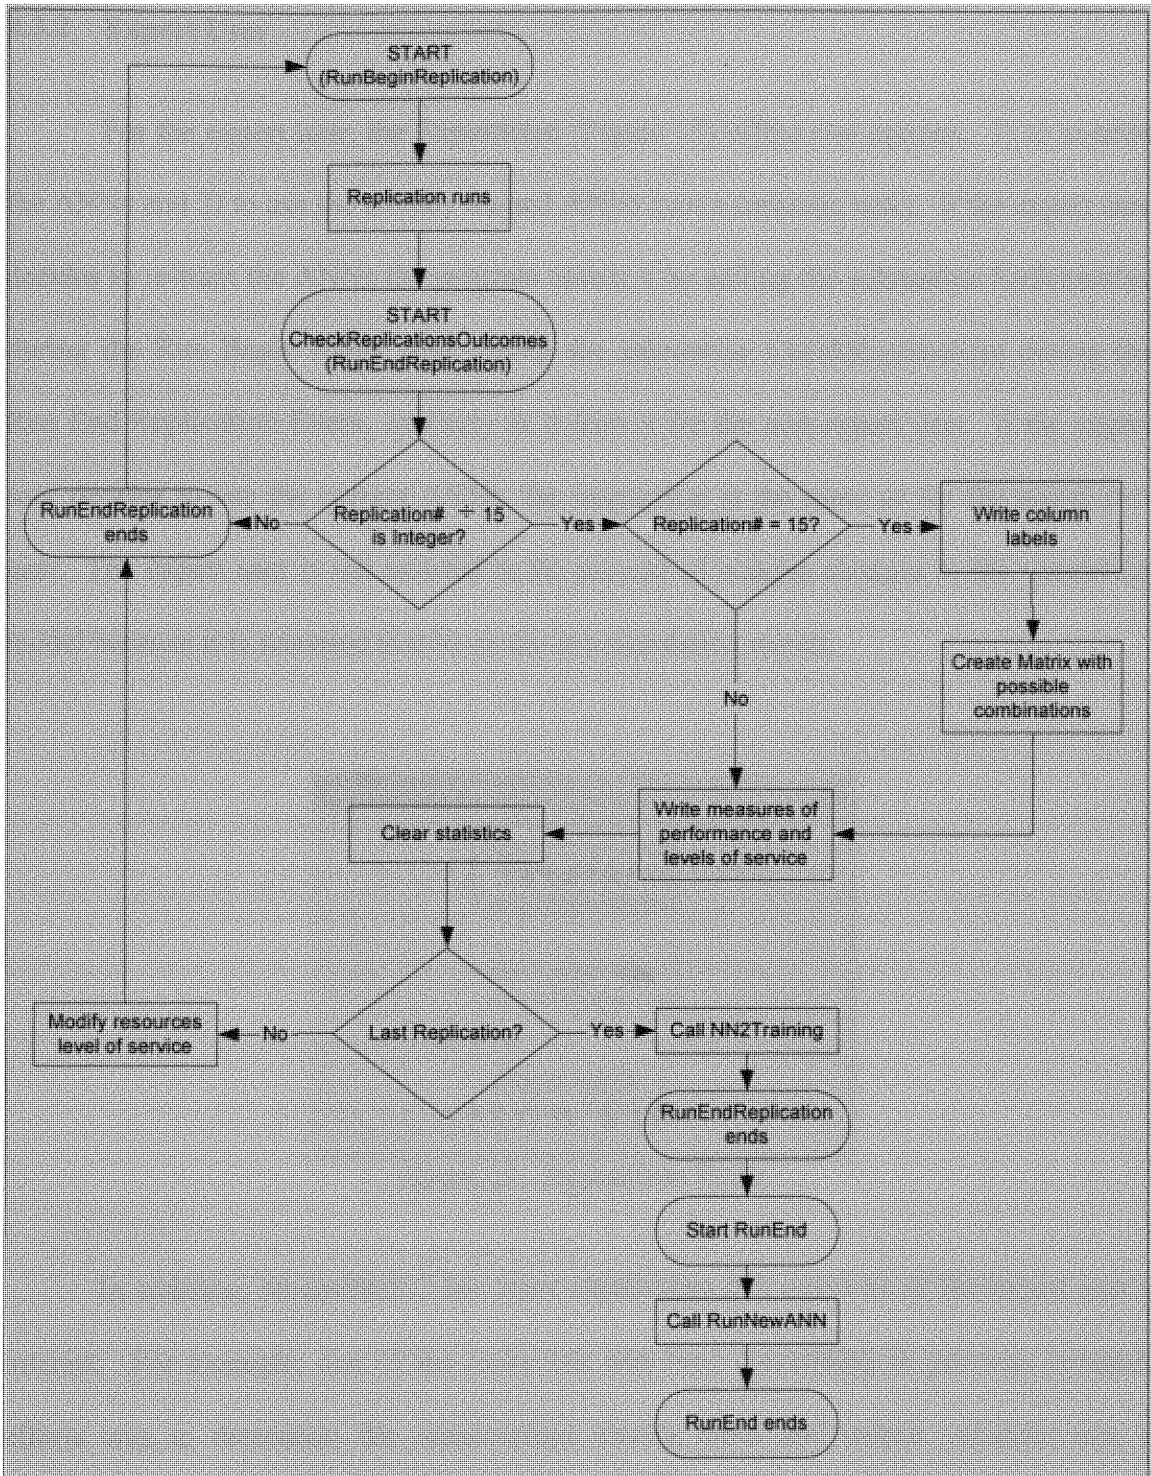 START
(RunBeginReplication)
Replication runs
START
CheckReplicationsOutcomes
(RunEndReplication)
RunEndReplication
ends
No
Replication# ÷ 15
is Integer?
Yes
Replication# = 15?
Yes
Write column
labels
Create Matrix with
possible
combinations
No
Write measures of
performance and
levels of service
Clear statistics
Modify resources
level of service
No
Last Replication?
Yes
Call NN2Training
RunEndReplication
ends
Start RunEnd
Call RunNewANN
RunEnd ends